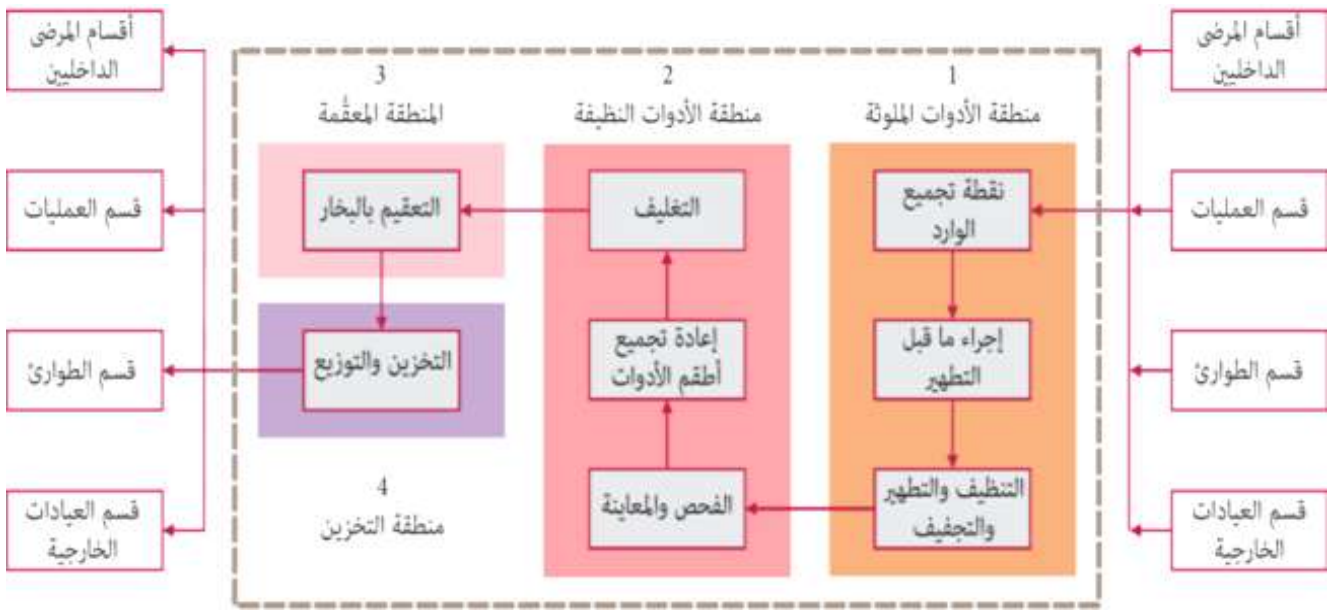 أقسام المرضى
الداخليين
قسم العمليات
قسم الطوارئ
قسم العيادات
الخارجية
1
منطقة الأدوات الملوثة
نقطة تجميع
الوارد
إجراء ما قبل
التطهير
التنظيف والتطهير
والتجفيف
2
منطقة الأدوات النظيفة
التغليف
إعادة تجميع
أطقم الأدوات
الفحص والمعاينة
3
المنطقة المعقَّمة
التعقيم بالبخار
التخزين والتوزيع
4
منطقة التخزين
أقسام المرضى
الداخليين
قسم العمليات
قسم الطوارئ
قسم العيادات
الخارجية